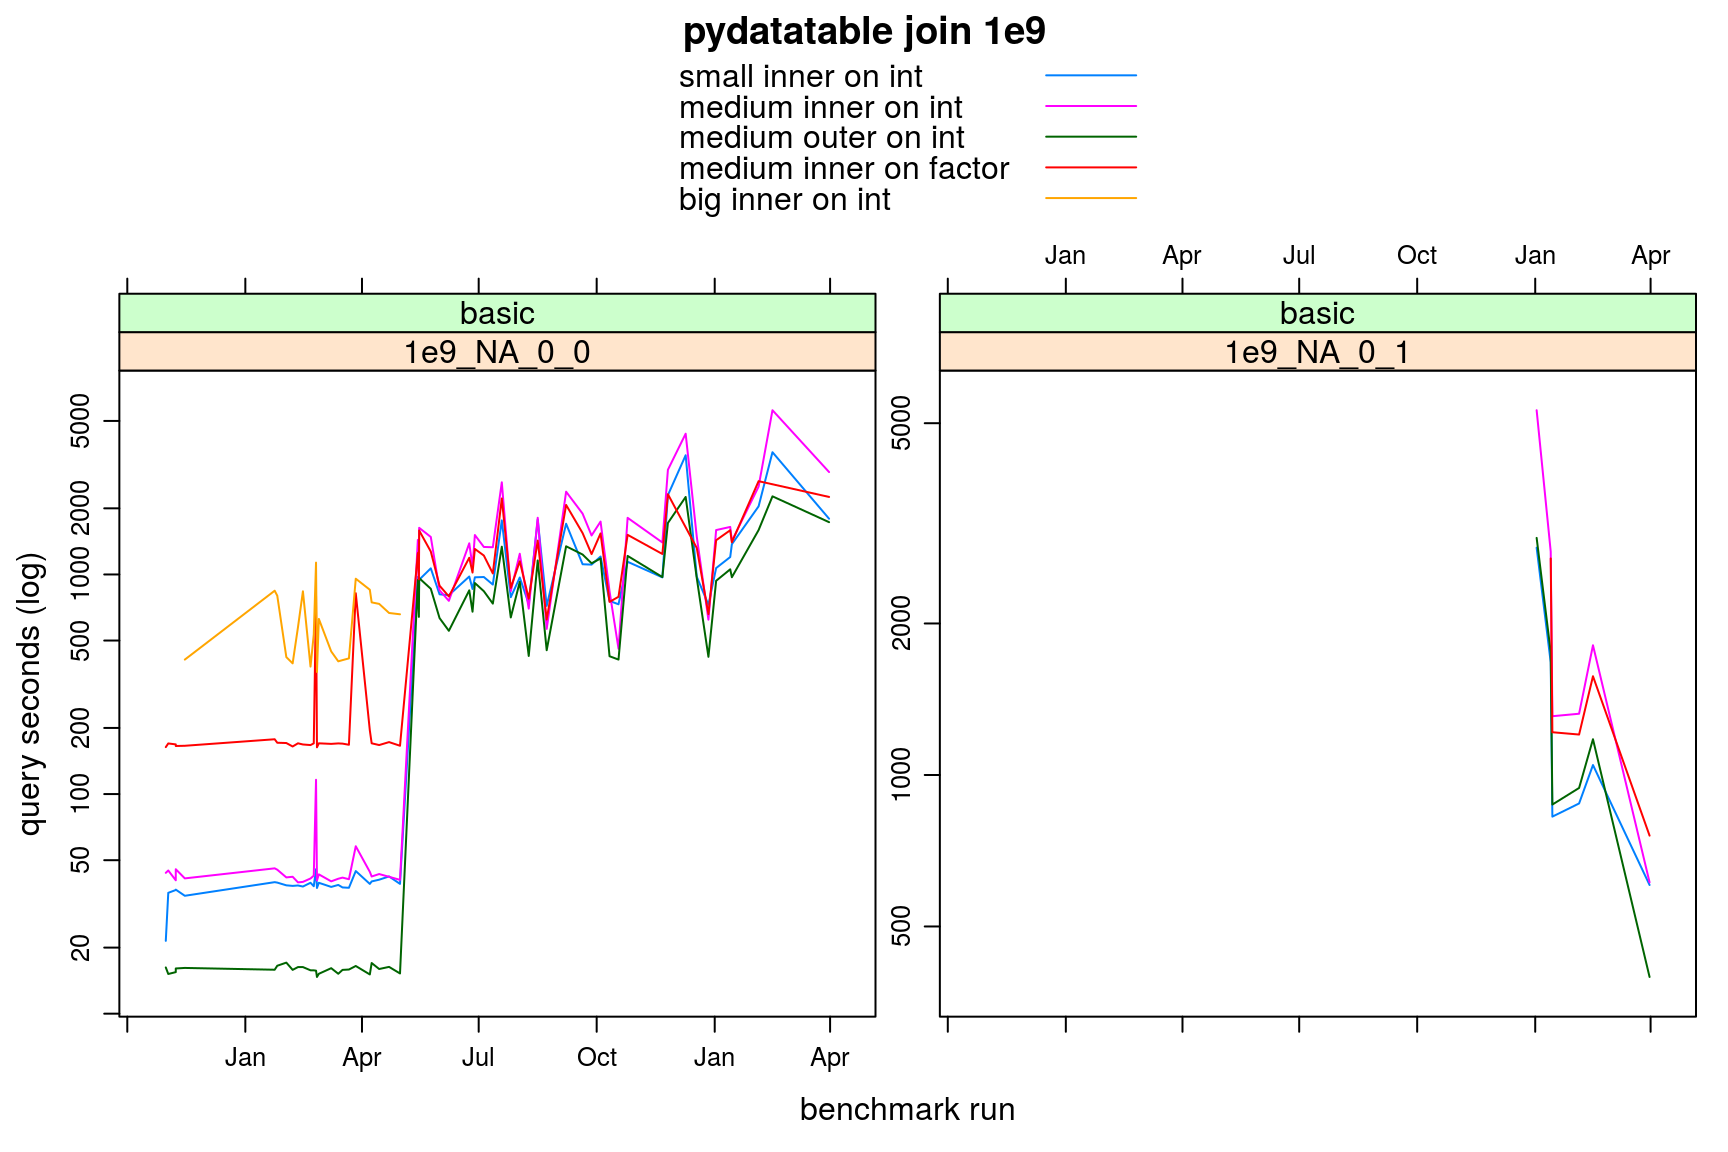 pydatatable join 1e9
small inner on int
medium inner on int
medium outer on int
medium inner on factor
big inner on int
Jan Apr Jul Oct Jan Apr
basic
1e9_NA_0_0
basic
1e9_NA_0_1
query seconds (log)
5000
2000
1000
500
200
100
50
20
5000
2000
1000
500
Jan Apr Jul Oct Jan Apr
benchmark run